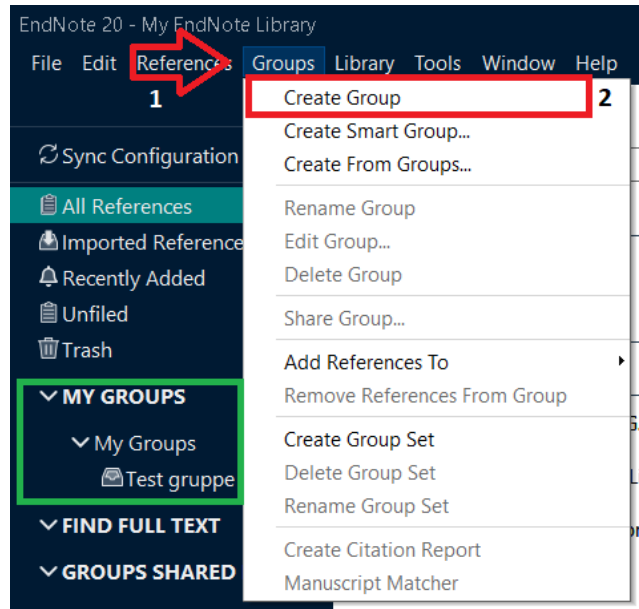 EndNote 20 - My EndNote Library
File Edit References Groups Library Tools Window Help
1
Create Group
2
Create Smart Group...
Create From Groups...
Rename Group
Edit Group...
Delete Group
Share Group...
Add References To
Remove References From Group
Create Group Set
Delete Group Set
Rename Group Set
Create Citation Report
Manuscript Matcher
Sync Configuration
All References
Imported Reference
Recently Added
Unfiled
Trash
MY GROUPS
My Groups
Test gruppe
FIND FULL TEXT
GROUPS SHARED